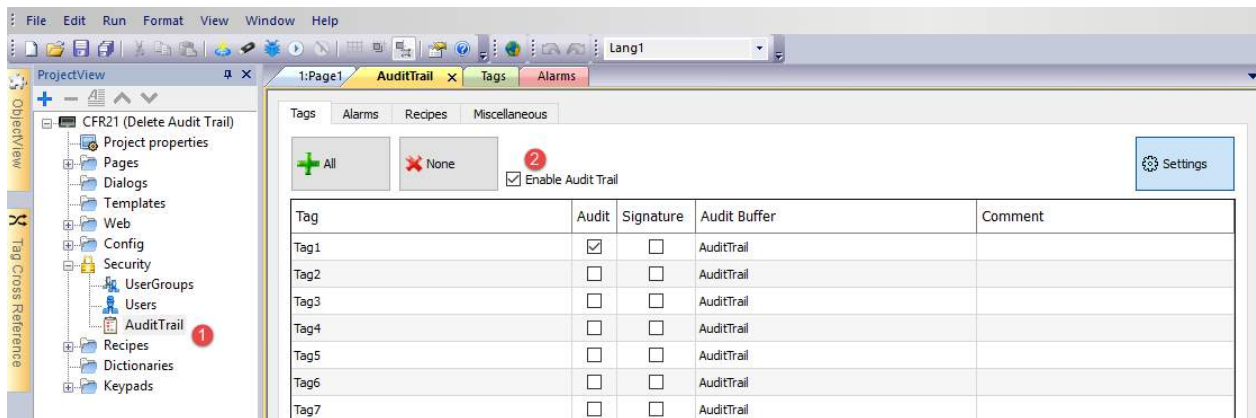 File Edit Run Format View Window Help
Lang1
ProjectView
1:Page1 AuditTrail x Tags Alarms
ObjectView
Tag Cross Reference
CFR21 (Delete Audit Trail)
Project properties
Pages
Dialogs
Templates
Web
Config
Security
UserGroups
Users
AuditTrail 1
Recipes
Dictionaries
Keypads
Tags Alarms Recipes Miscellaneous
All None 2 Settings
Enable Audit Trail
Tag Audit Signature Audit Buffer Comment
Tag1 AuditTrail
Tag2 AuditTrail
Tag3 AuditTrail
Tag4 AuditTrail
Tag5 AuditTrail
Tag6 AuditTrail
Tag7 AuditTrail